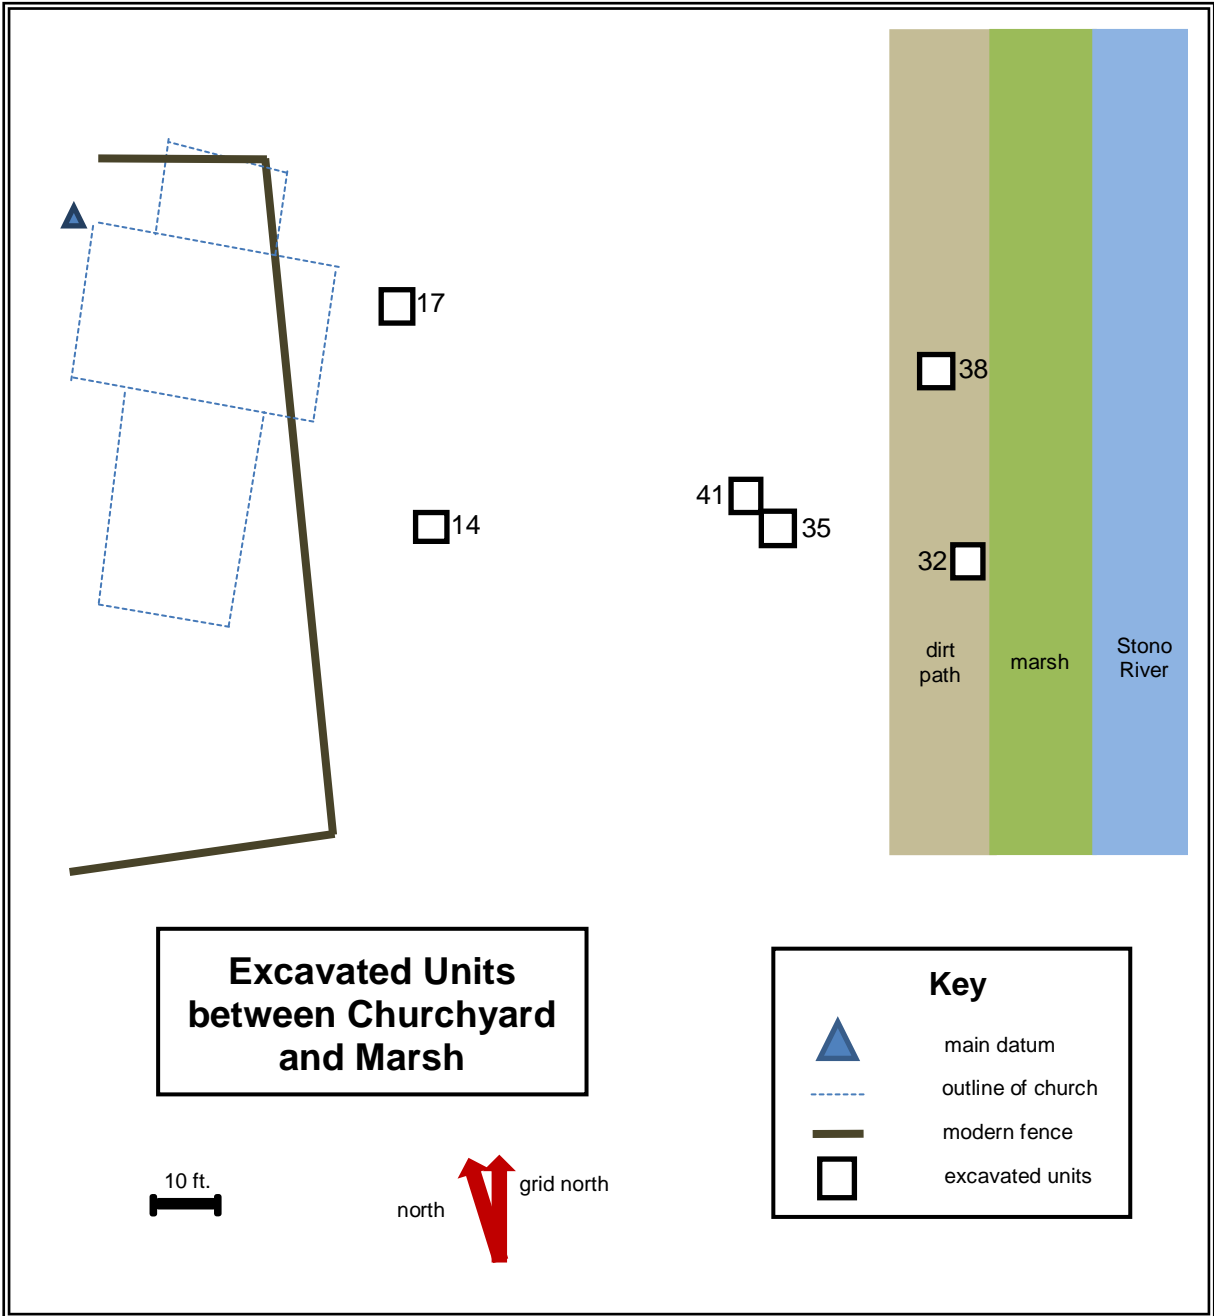 17
38
41
35
14
32
dirt
path
marsh
Stono
River
Excavated Units
between Churchyard
and Marsh
Key
main datum
outline of church
modern fence
excavated units
10 ft.
north
grid north